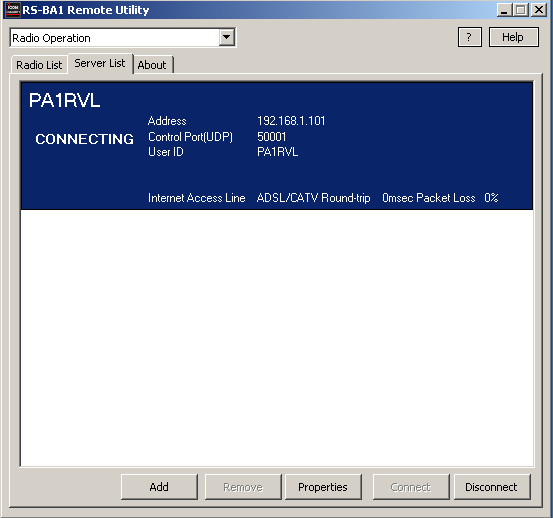 RS-BA1 Remote Utility
Radio Operation
? Help
Radio List Server List About
PA1RVL
Address 192.168.1.101
CONNECTING Control Port(UDP) 50001
User ID PA1RVL
Internet Access Line ADSL/CATV Round-trip 0msec Packet Loss 0%
Add Remove Properties Connect Disconnect